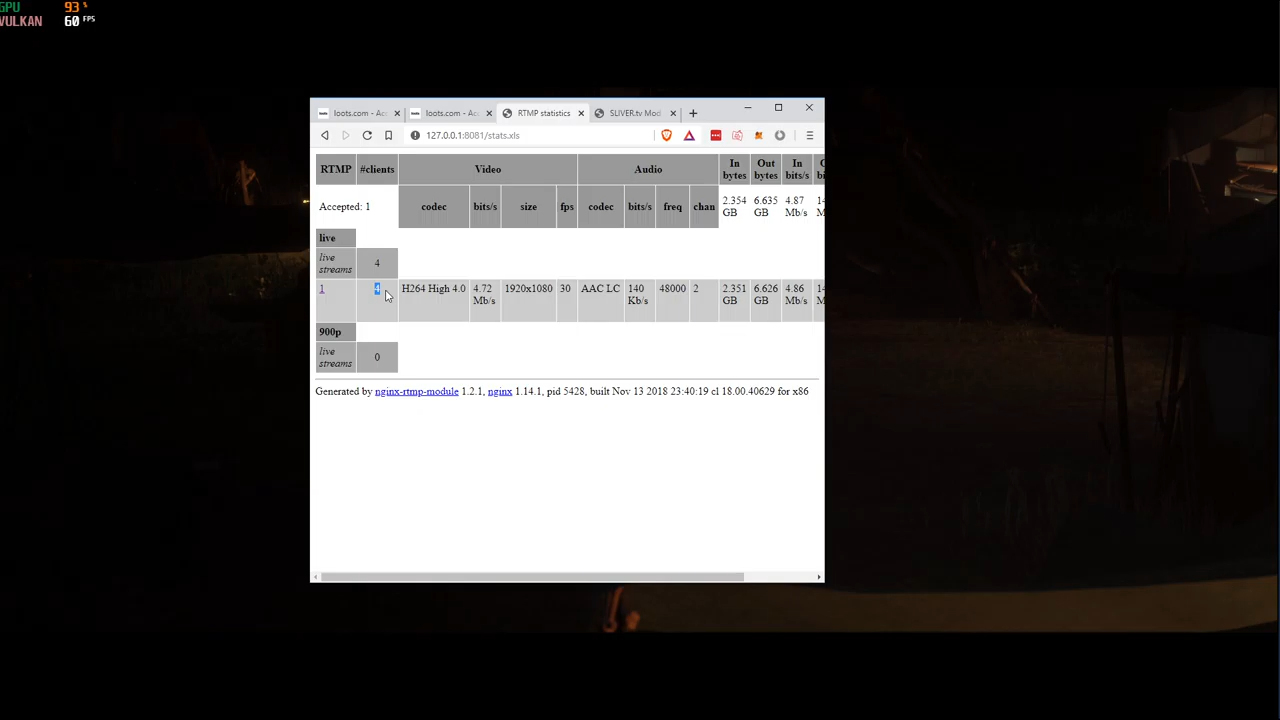 GPU 93 %
VULKAN 60 FPS
loots.com - Acc
loots.com - Acc
RTMP statistics
SLIVER.tv Mod
127.0.0.1:8081/stats.xls
RTMP #clients Video Audio In bytes Out bytes In bits/s
Accepted: 1 codec bits/s size fps codec bits/s freq chan 2.354 GB 6.635 GB 4.87 Mb/s
live
live streams 4
1 4 H264 High 4.0 4.72 Mb/s 1920x1080 30 AAC LC 140 Kb/s 48000 2 2.351 GB 6.626 GB 4.86 Mb/s
900p
live streams 0
Generated by nginx-rtmp-module 1.2.1, nginx 1.14.1, pid 5428, built Nov 13 2018 23:40:19 cl 18.00.40629 for x86